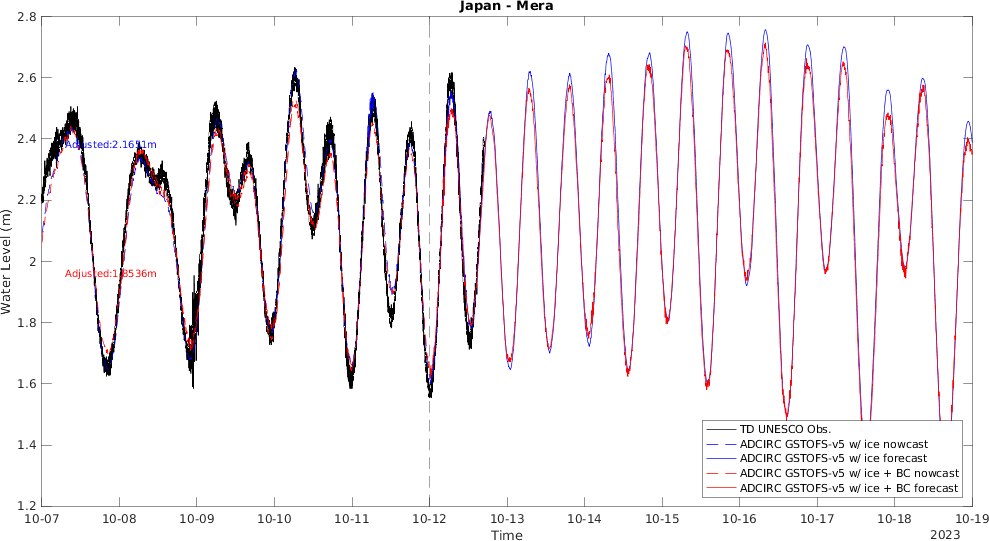 Japan - Mera
2.8
2.6
2.4
2.2
2
1.8
1.6
1.4
1.2
Water Level (m)
Adjusted:2.1651m
Adjusted:1.8536m
TD UNESCO Obs.
ADCIRC GSTOFS-v5 w/ ice nowcast
ADCIRC GSTOFS-v5 w/ ice forecast
ADCIRC GSTOFS-v5 w/ ice + BC nowcast
ADCIRC GSTOFS-v5 w/ ice + BC forecast
10-07 10-08 10-09 10-10 10-11 10-12 10-13 10-14 10-15 10-16 10-17 10-18 10-19
Time
2023